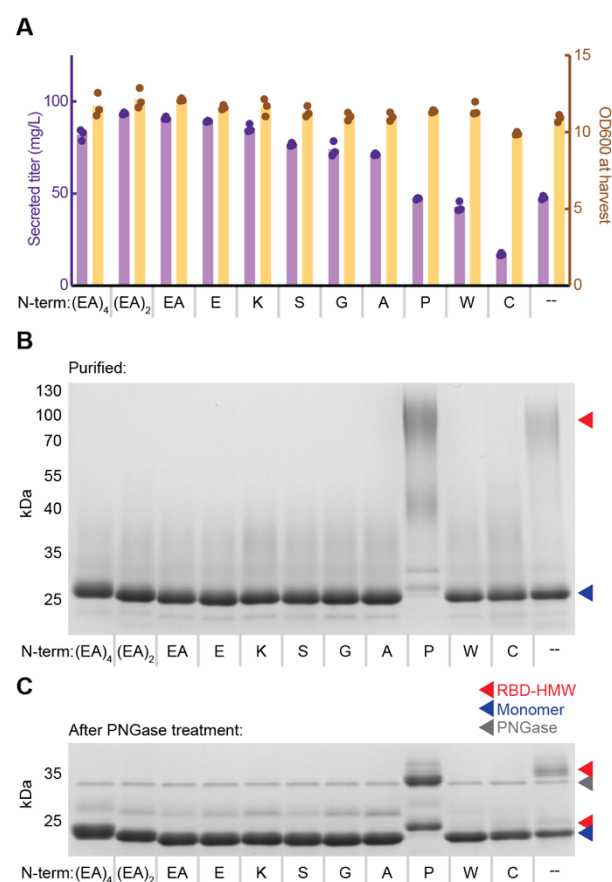 A
Secreted titer (mg/L)
100
50
0
15
10
5
0
OD600 at harvest
N-term: (EA)4 (EA)2 EA E K S G A P W C --
B
Purified:
kDa
130
100
70
55
40
35
25
N-term: (EA)4 (EA)2 EA E K S G A P W C --
C
RBD-HMW
Monomer
PNGase
After PNGase treatment:
kDa
35
25
N-term: (EA)4 (EA)2 EA E K S G A P W C --